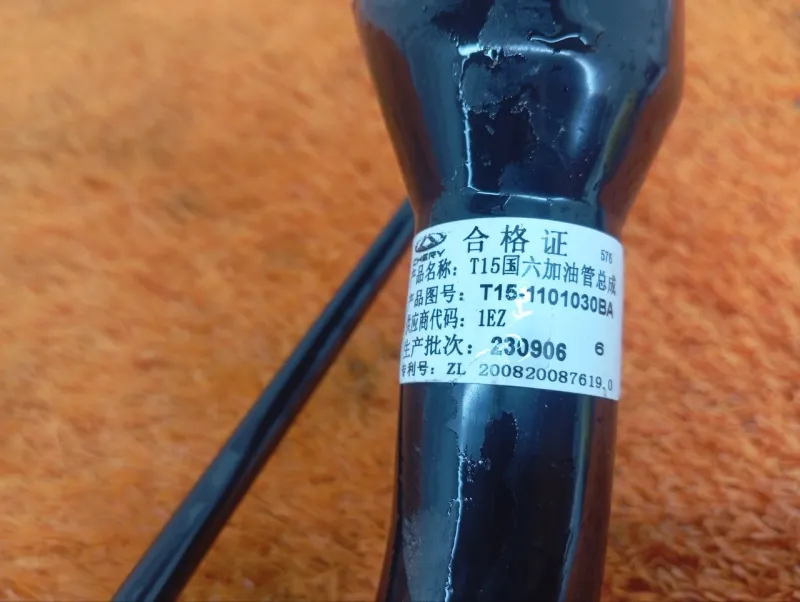 CHERY
合格证 576
产品名称：T15国六加油管总成
产品图号：T15-1101030BA
供应商代码：1EZ
生产批次：230906 6
专利号：ZL 200820087619.0